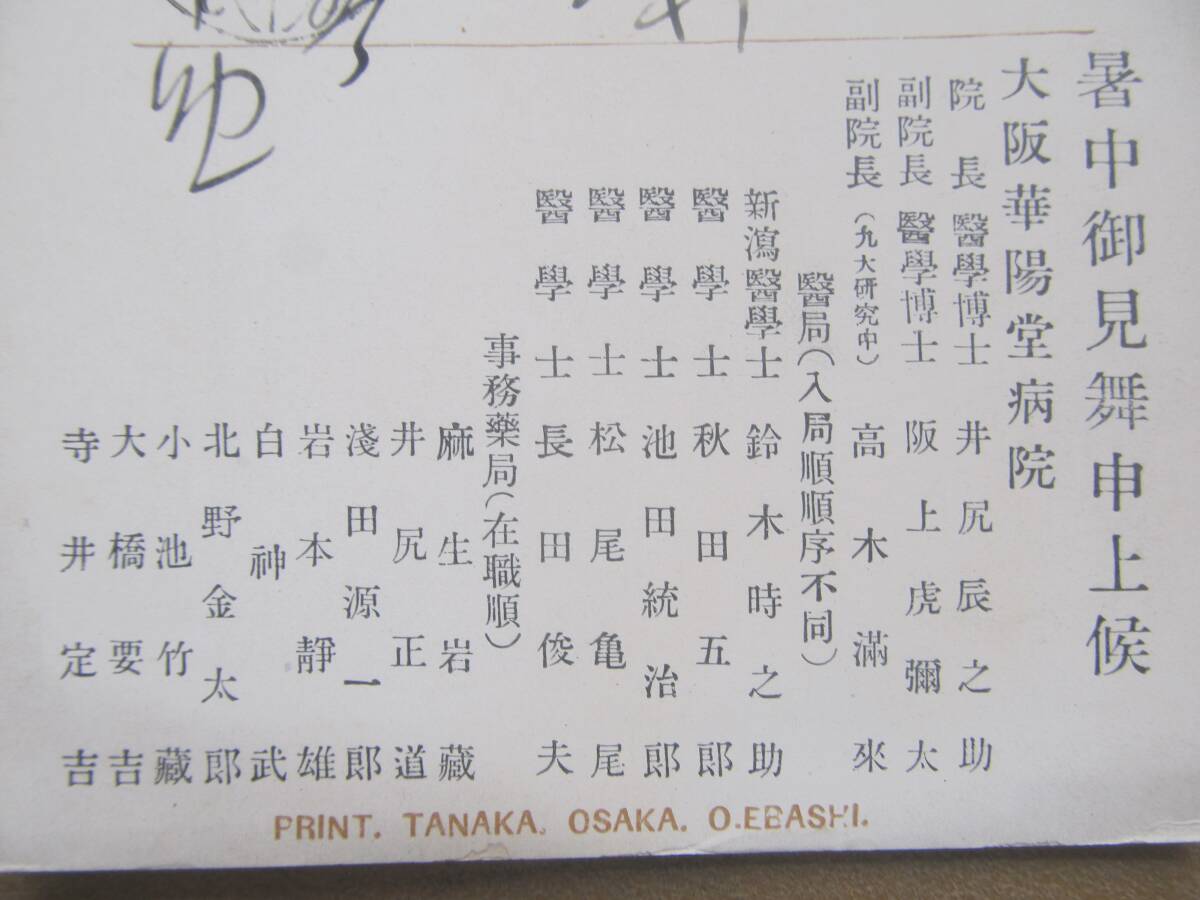 暑中御見舞申上候
大阪華陽堂病院
院長 醫學博士 井尻辰之助
副院長 醫學博士 阪上虎彌太
副院長(九大研究中) 高木滿來
醫局(入局順順序不同)
新瀉醫學士 鈴木時之助
醫學士 秋田五郎
醫學士 池田統治郎
醫學士 松尾亀尾
醫學士 長田俊夫
事務藥局(在職順)
麻生岩藏
井尻正道
淺田源一郎
岩本靜雄
白神武
北野金太郎
小池竹藏
大橋要吉
寺井定吉
PRINT. TANAKA. OSAKA. O.EBASHI.